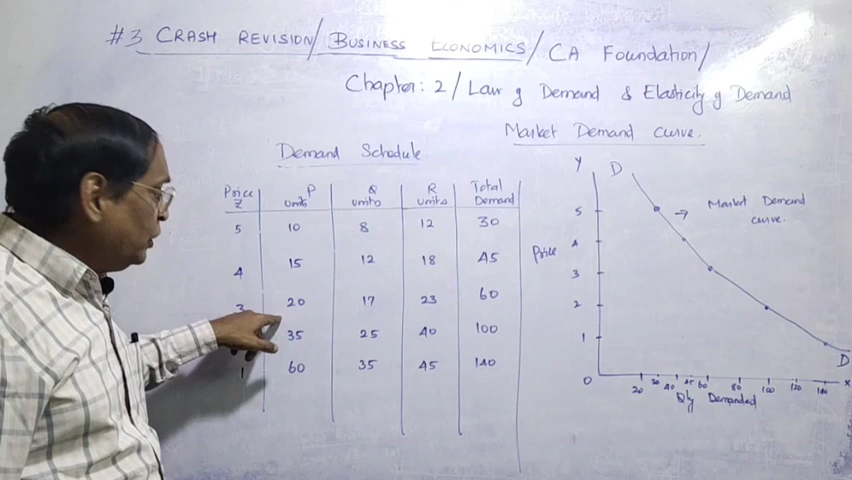 #3 CRASH REVISION/ BUSINESS ECONOMICS/ CA Foundation/
Chapter: 2/ Law of Demand & Elasticity of Demand
Demand Schedule
Price ₹ P units Q units R units Total Demand
5 10 8 12 30
4 15 12 18 45
3 20 17 23 60
35 25 40 100
1 60 35 45 140
Market Demand curve.
Y D
Market Demand curve.
Price
5
4
3
2
1
0 20 30 40 45 60 80 100 120 140 X
D
Qty Demanded